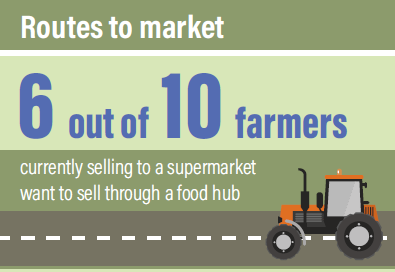 Routes to market
6 out of 10 farmers
currently selling to a supermarket
want to sell through a food hub